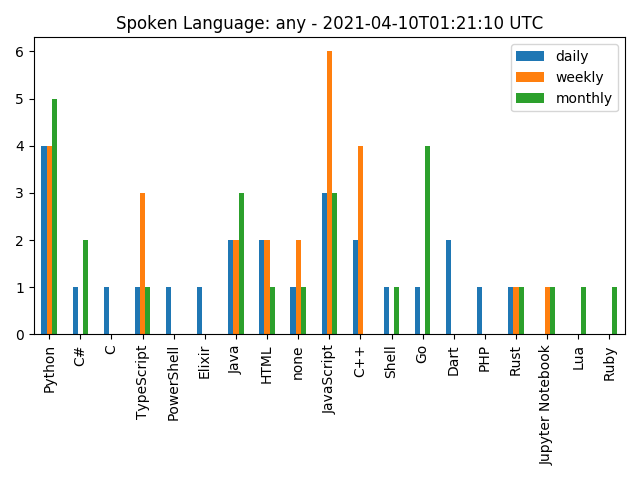 Spoken Language: any - 2021-04-10T01:21:10 UTC
daily
weekly
monthly
6
5
4
3
2
1
0
Python
C#
C
TypeScript
PowerShell
Elixir
Java
HTML
none
JavaScript
C++
Shell
Go
Dart
PHP
Rust
Jupyter Notebook
Lua
Ruby